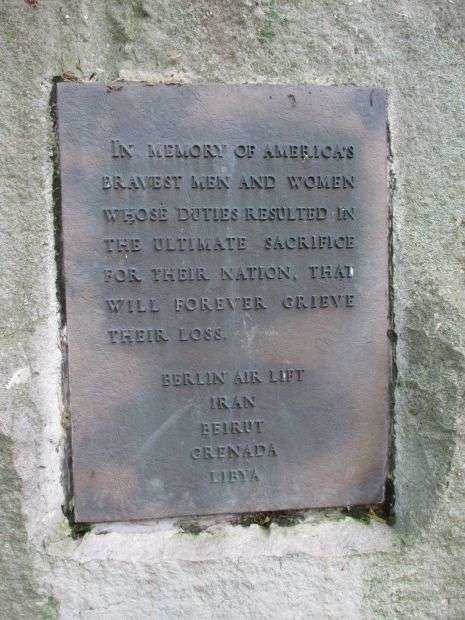 IN MEMORY OF AMERICA'S
BRAVEST MEN AND WOMEN
WHOSE DUTIES RESULTED IN
THE ULTIMATE SACRIFICE
FOR THEIR NATION, THAT
WILL FOREVER GRIEVE
THEIR LOSS.
BERLIN AIR LIFT
IRAN
BEIRUT
GRENADA
LIBYA